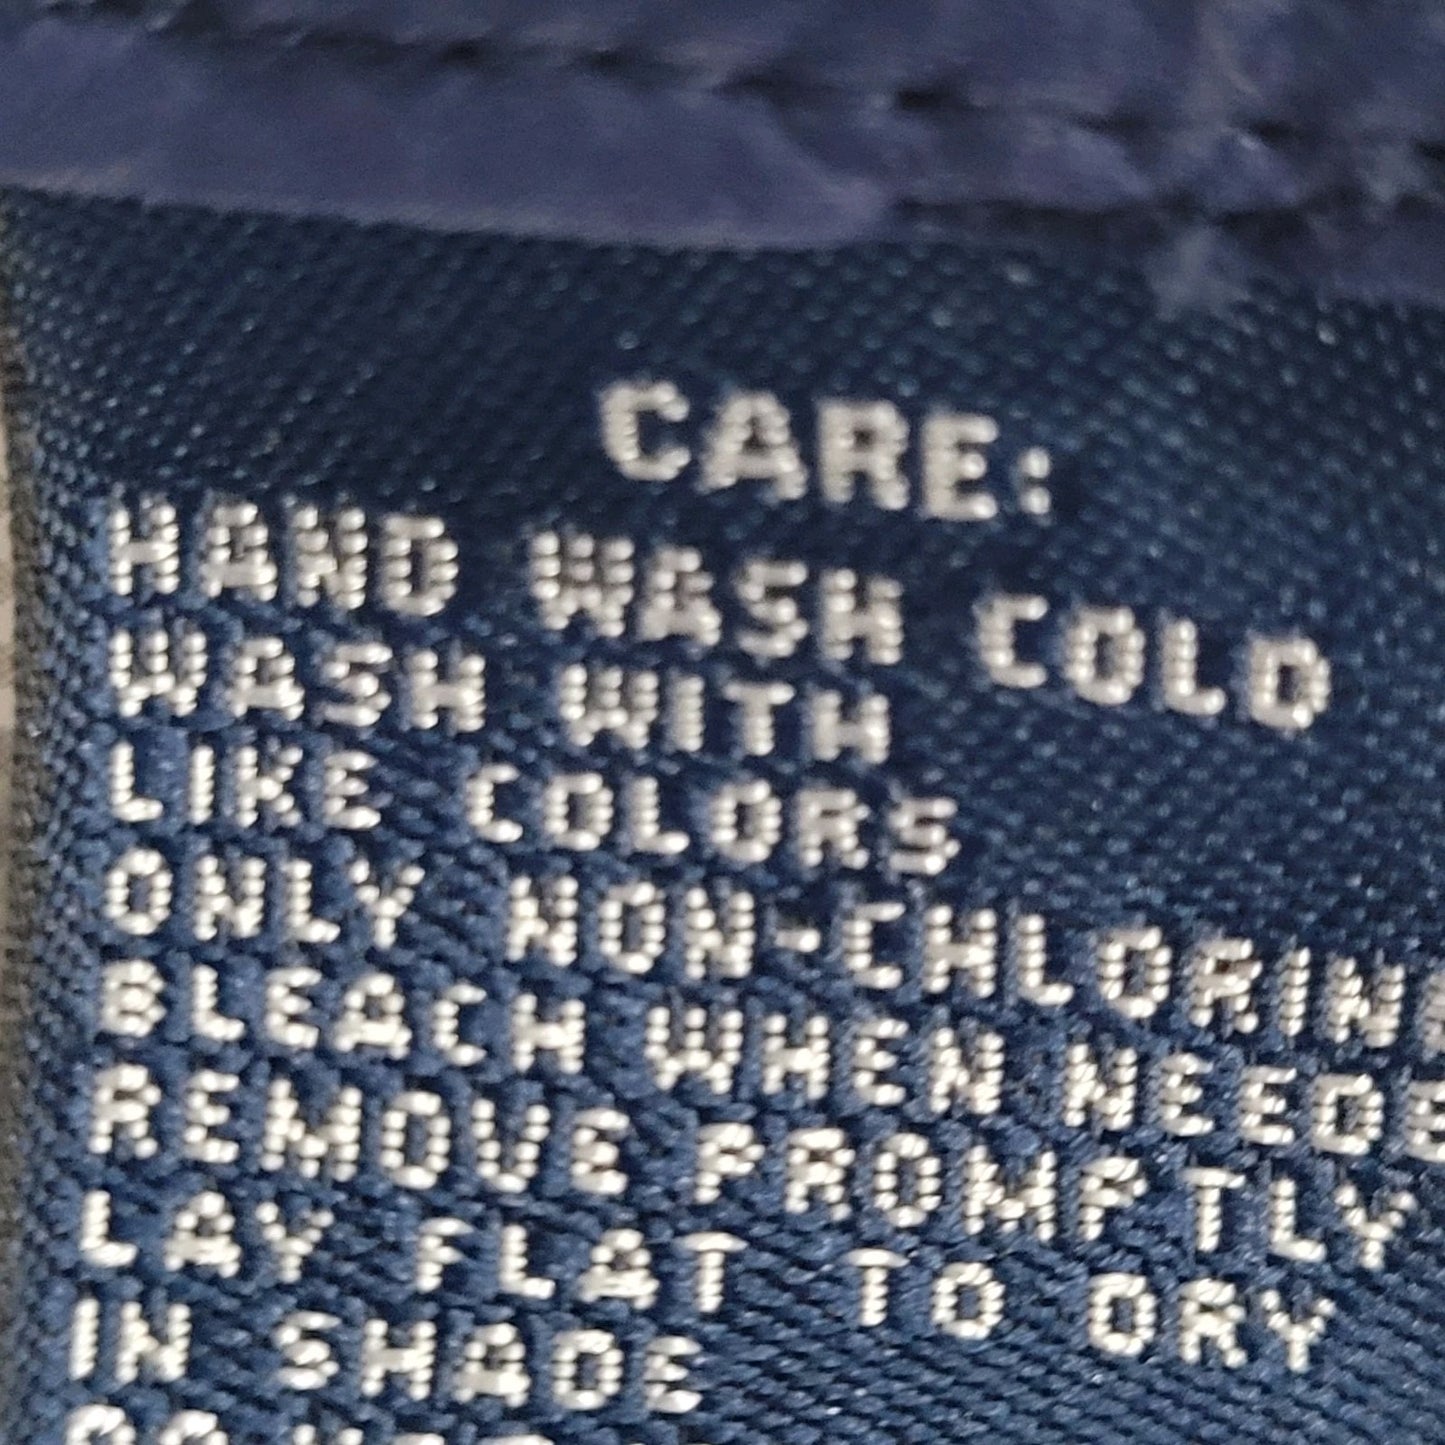 CARE:
HAND WASH COLD
WASH WITH
LIKE COLORS
ONLY NON-CHLORINE
BLEACH WHEN NEEDE
REMOVE PROMPTLY
LAY FLAT TO DRY
IN SHADE